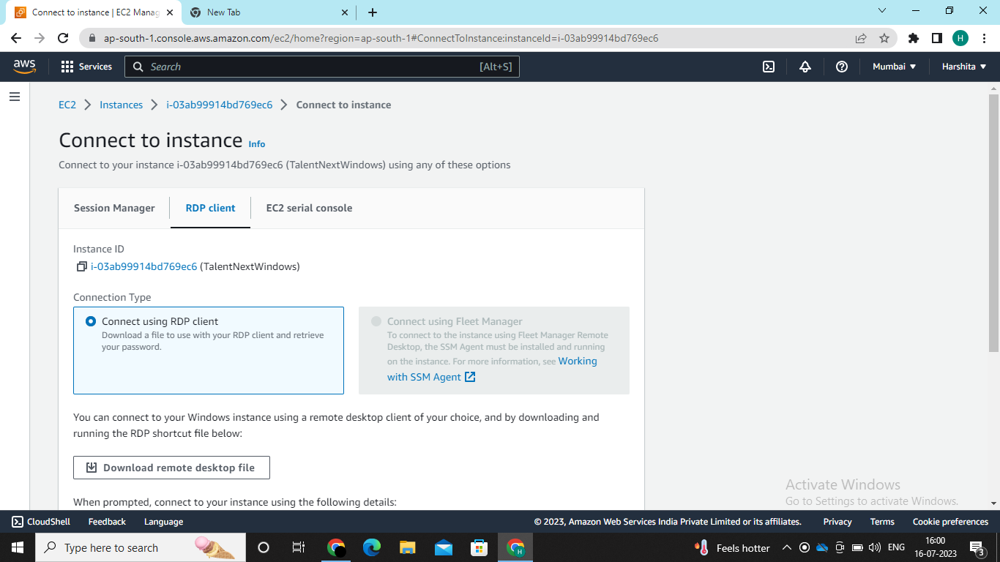 Connect to instance | EC2 Manag
New Tab
ap-south-1.console.aws.amazon.com/ec2/home?region=ap-south-1#ConnectToInstance:instanceId=i-03ab99914bd769ec6
H
aws
Services
Search
[Alt+S]
Mumbai
Harshita
EC2
Instances
i-03ab99914bd769ec6
Connect to instance
Connect to instance Info
Connect to your instance i-03ab99914bd769ec6 (TalentNextWindows) using any of these options
Session Manager
RDP client
EC2 serial console
Instance ID
i-03ab99914bd769ec6 (TalentNextWindows)
Connection Type
Connect using RDP client
Download a file to use with your RDP client and retrieve
your password.
Connect using Fleet Manager
To connect to the instance using Fleet Manager Remote
Desktop, the SSM Agent must be installed and running
on the instance. For more information, see Working
with SSM Agent
You can connect to your Windows instance using a remote desktop client of your choice, and by downloading and
running the RDP shortcut file below:
Download remote desktop file
When prompted, connect to your instance using the following details:
Activate Windows
Go to Settings to activate Windows.
CloudShell
Feedback
Language
© 2023, Amazon Web Services India Private Limited or its affiliates.
Privacy
Terms
Cookie preferences
Type here to search
H
Feels hotter
ENG
16:00
16-07-2023
3